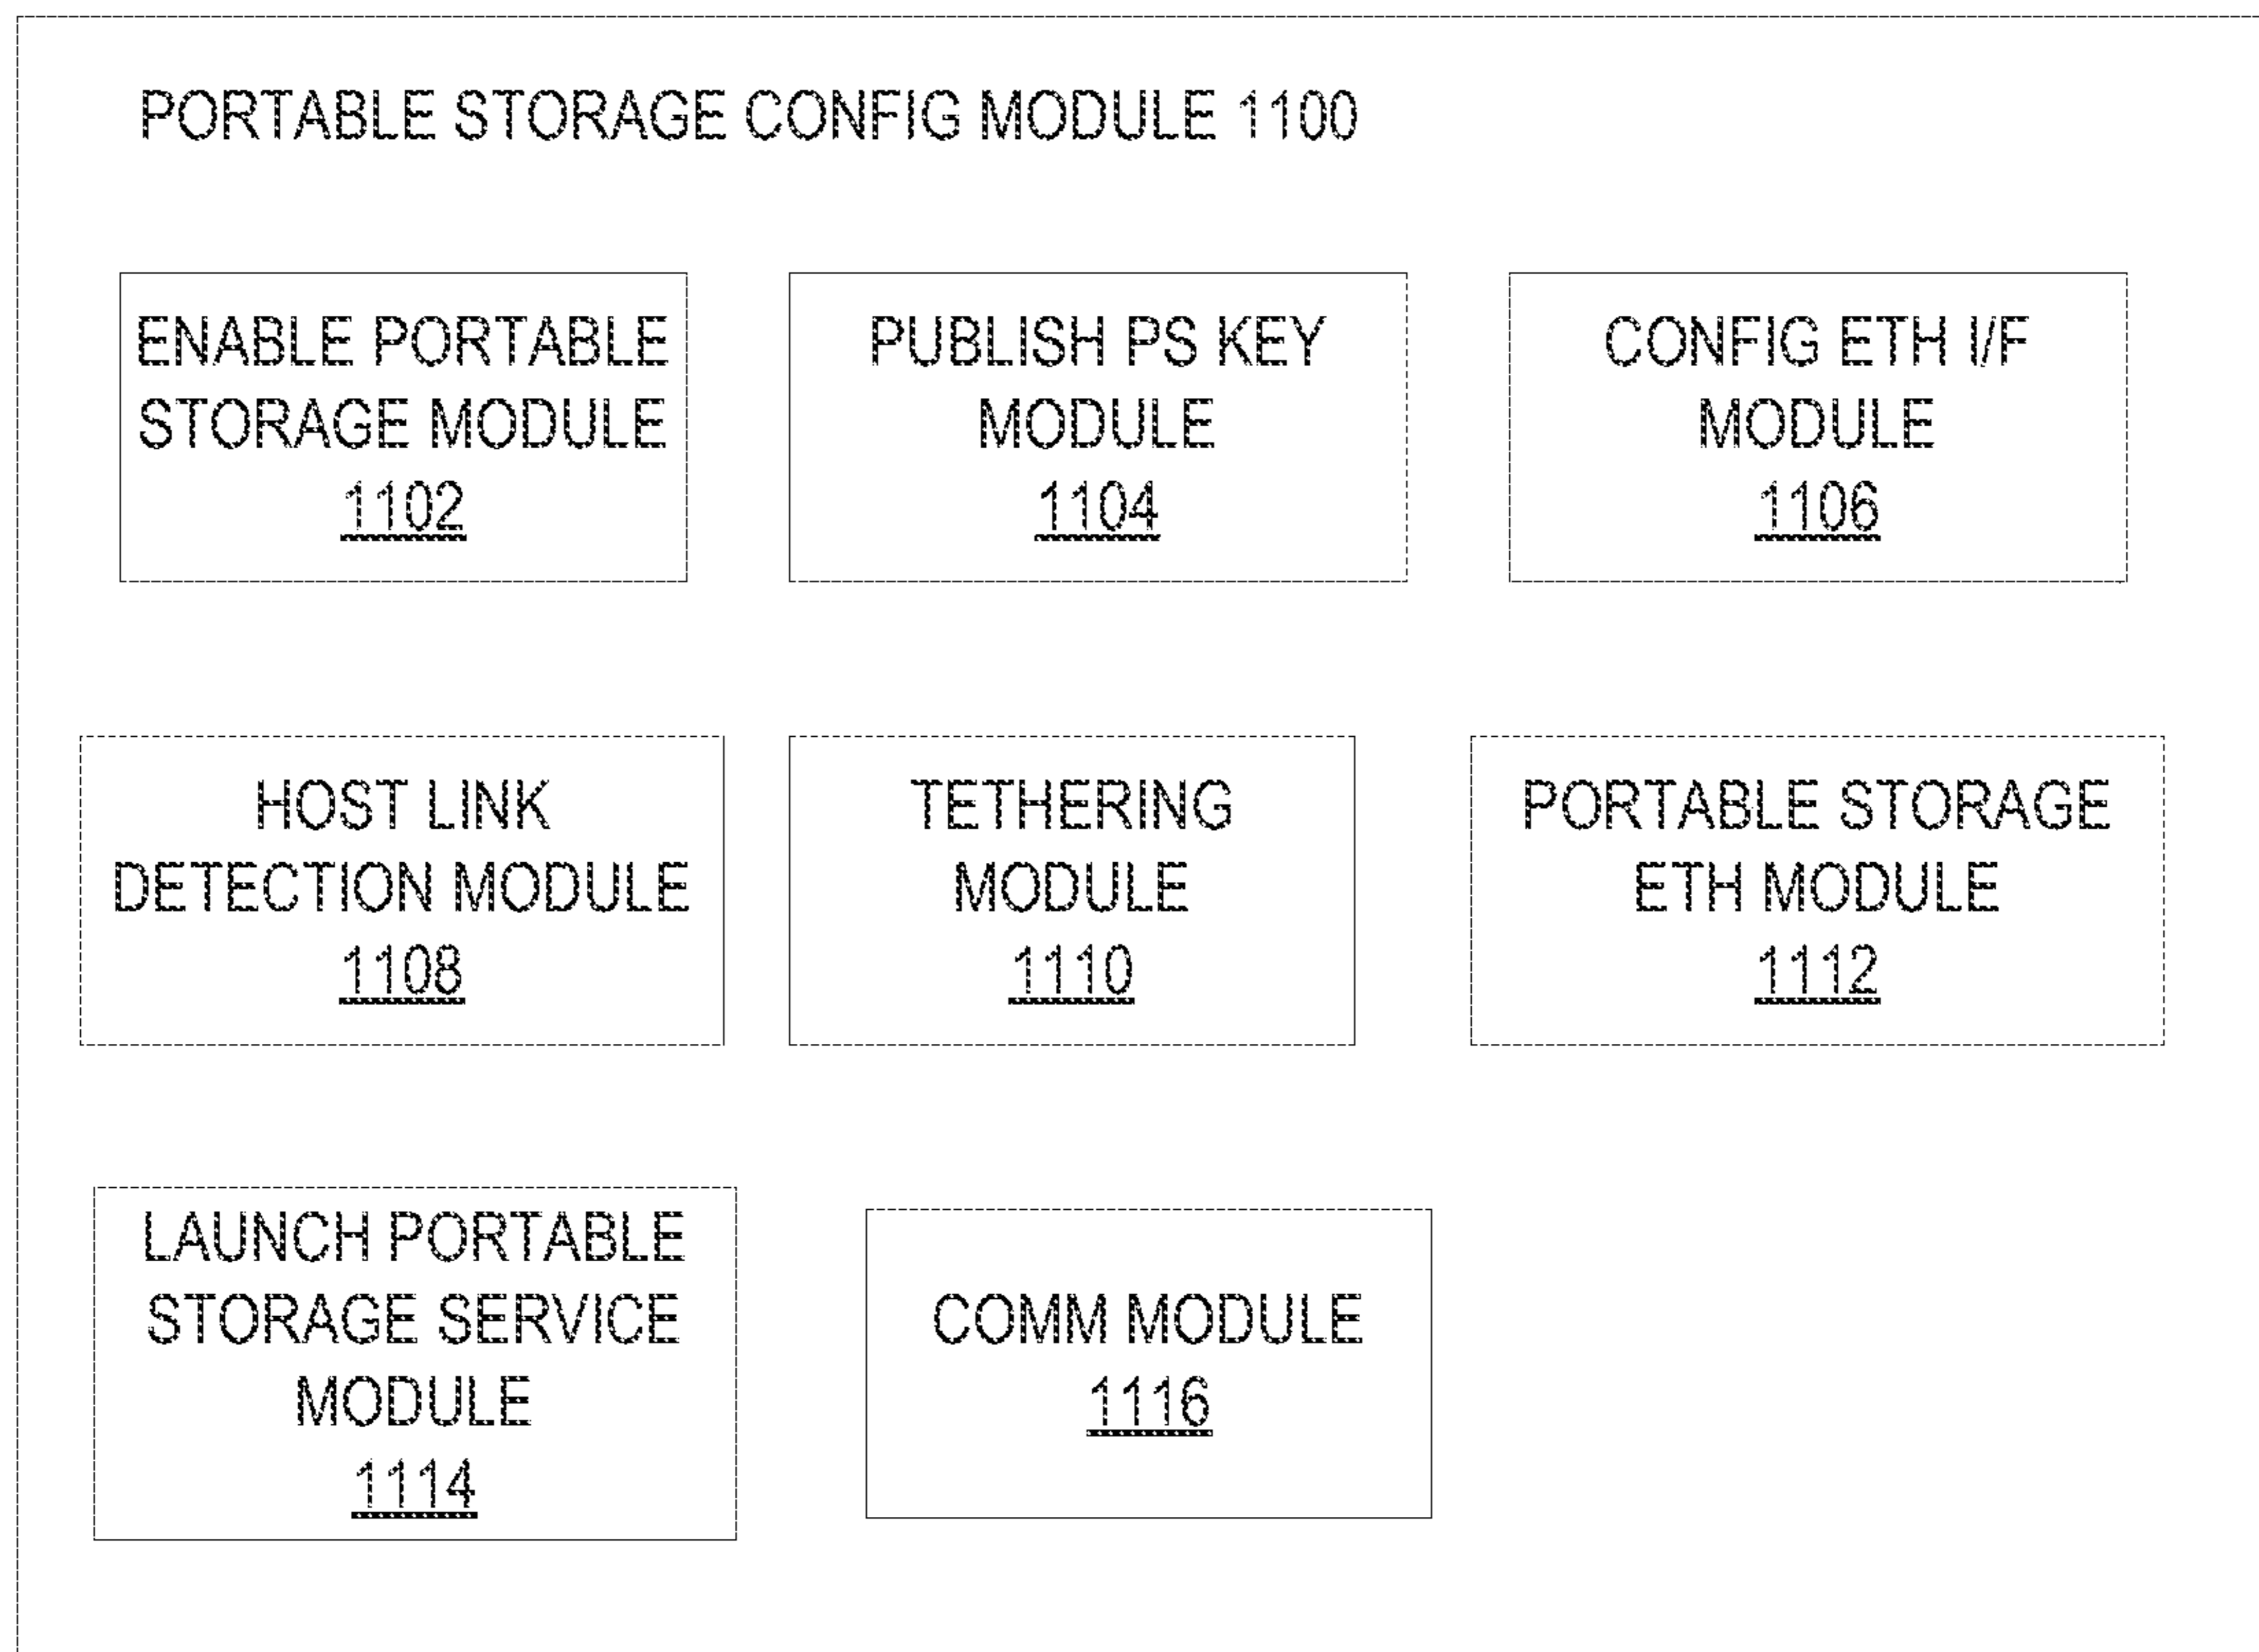 PORTABLE STORAGE CONFIG MODULE 1100
ENABLE PORTABLE
STORAGE MODULE
1102
PUBLISH PS KEY
MODULE
1104
CONFIG ETH I/F
MODULE
1106
HOST LINK
DETECTION MODULE
1108
TETHERING
MODULE
1110
PORTABLE STORAGE
ETH MODULE
1112
LAUNCH PORTABLE
STORAGE SERVICE
MODULE
1114
COMM MODULE
1116